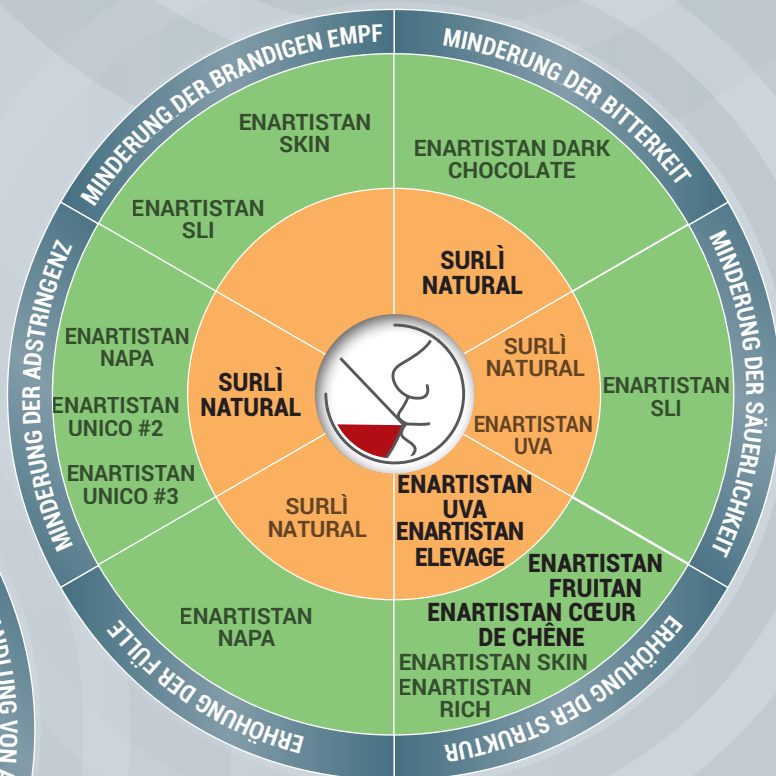 MINDERUNG DER BRANDIGEN EMPF
MINDERUNG DER BITTERKEIT
MINDERUNG DER SÄUERLICHKEIT
ERHÖHUNG DER STRUKTUR
ERHÖHUNG DER FÜLLE
MINDERUNG DER ADSTRINGENZ
ENARTISTAN
SKIN
ENARTISTAN
SLI
ENARTISTAN DARK
CHOCOLATE
SURLÌ
NATURAL
SURLÌ
NATURAL
ENARTISTAN
UVA
ENARTISTAN
SLI
ENARTISTAN
UVA
ENARTISTAN
ELEVAGE
ENARTISTAN
FRUITAN
ENARTISTAN CŒUR
DE CHÊNE
ENARTISTAN SKIN
ENARTISTAN
RICH
SURLÌ
NATURAL
ENARTISTAN
NAPA
SURLÌ
NATURAL
ENARTISTAN
NAPA
ENARTISTAN
UNICO #2
ENARTISTAN
UNICO #3
VON